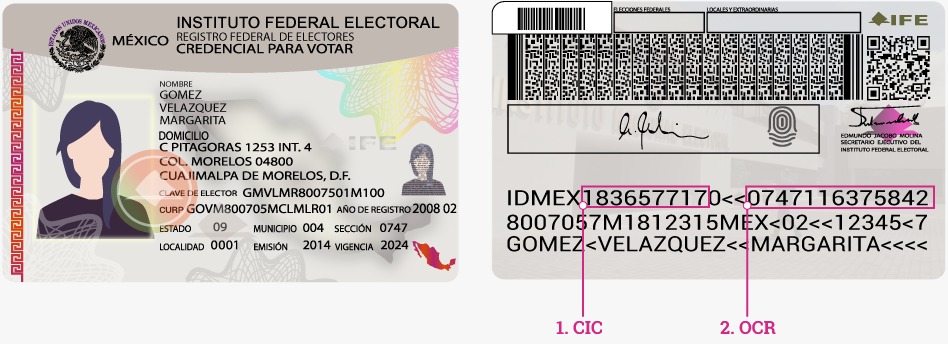 ESTADOS UNIDOS MEXICANOS
MÉXICO
INSTITUTO FEDERAL ELECTORAL
REGISTRO FEDERAL DE ELECTORES
CREDENCIAL PARA VOTAR
NOMBRE
GOMEZ
VELAZQUEZ
MARGARITA
DOMICILIO
C PITAGORAS 1253 INT. 4
COL. MORELOS 04800
CUAJIMALPA DE MORELOS, D.F.
IFE
CLAVE DE ELECTOR GMVLMR8007501M100
CURP GOVM800705MCLMLR01 AÑO DE REGISTRO 2008 02
ESTADO 09 MUNICIPIO 004 SECCIÓN 0747
LOCALIDAD 0001 EMISIÓN 2014 VIGENCIA 2024
ELECCIONES FEDERALES
LOCALES Y EXTRAORDINARIAS
IFE
EDMUNDO JACOBO MOLINA
SECRETARIO EJECUTIVO DEL
INSTITUTO FEDERAL ELECTORAL
IDMEX1836577170<<0747116375842
8007057M1812315MEX<02<<12345<7
GOMEZ<VELAZQUEZ<<MARGARITA<<<<
1. CIC
2. OCR